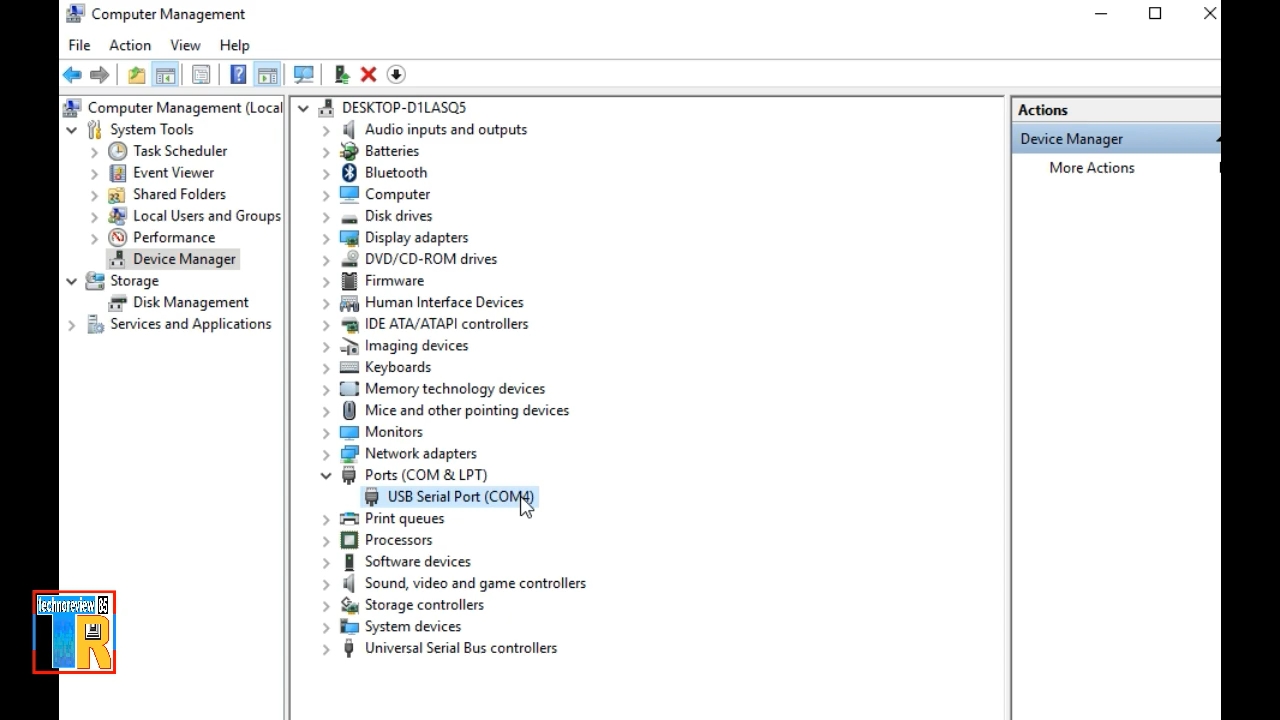 Computer Management
File Action View Help
Computer Management (Local
System Tools
Task Scheduler
Event Viewer
Shared Folders
Local Users and Groups
Performance
Device Manager
Storage
Disk Management
Services and Applications
DESKTOP-D1LASQ5
Audio inputs and outputs
Batteries
Bluetooth
Computer
Disk drives
Display adapters
DVD/CD-ROM drives
Firmware
Human Interface Devices
IDE ATA/ATAPI controllers
Imaging devices
Keyboards
Memory technology devices
Mice and other pointing devices
Monitors
Network adapters
Ports (COM & LPT)
USB Serial Port (COM4)
Print queues
Processors
Software devices
Sound, video and game controllers
Storage controllers
System devices
Universal Serial Bus controllers
Actions
Device Manager
More Actions
technoreview 85
TR